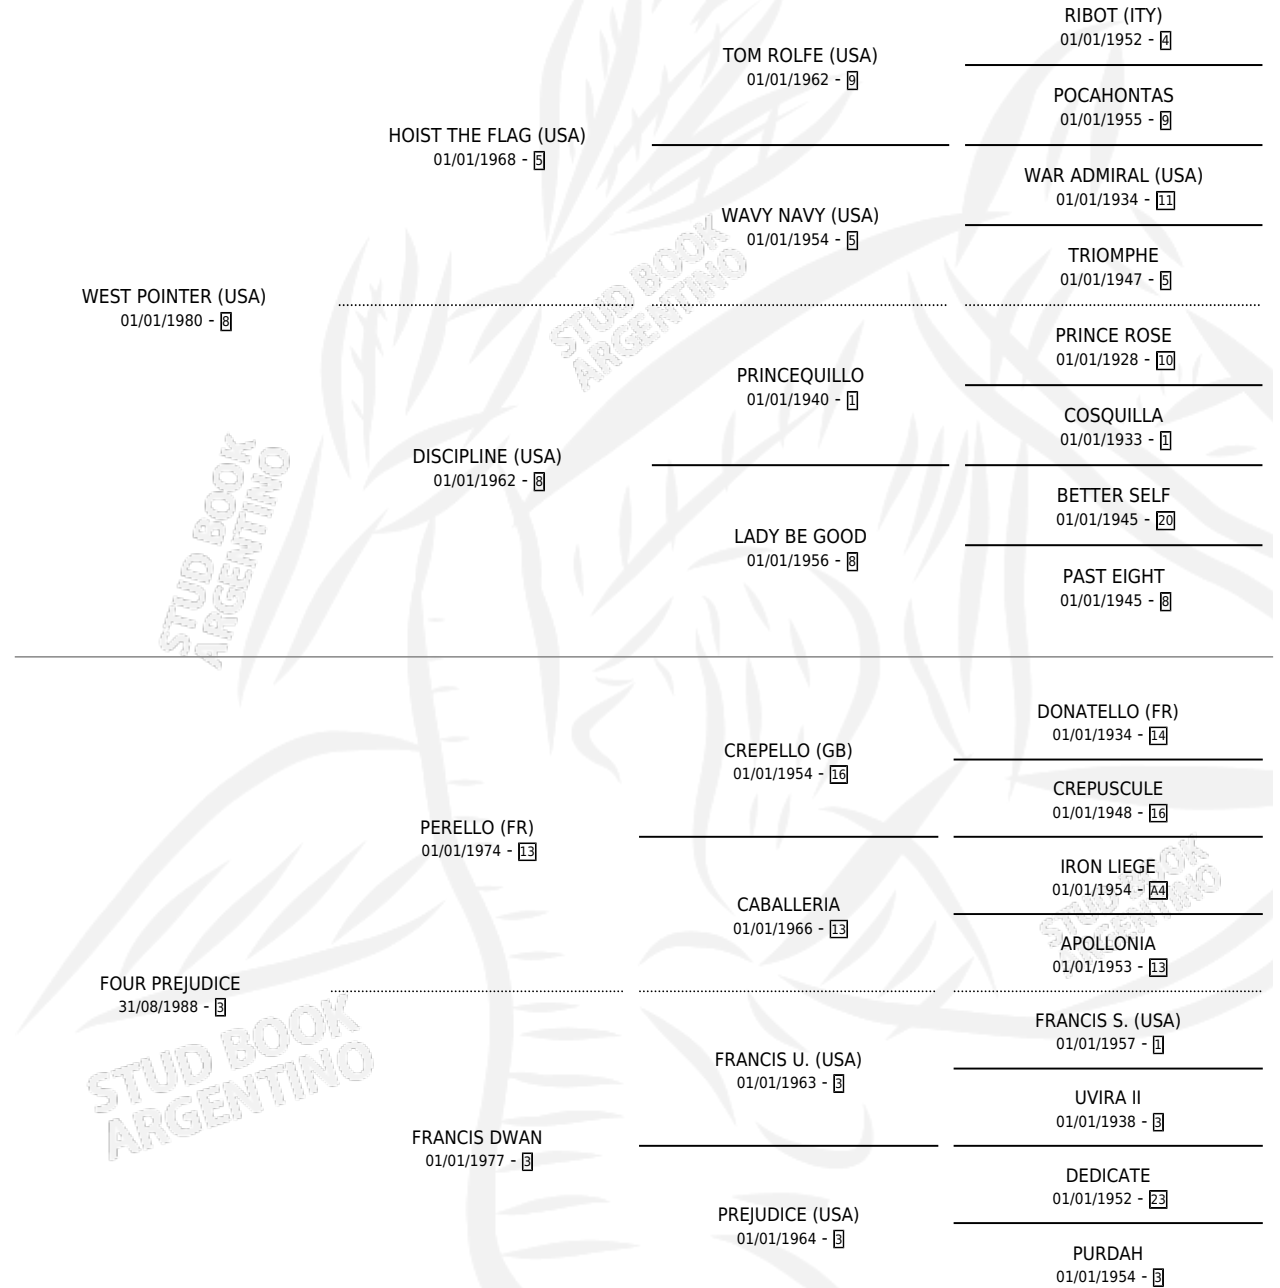 RIBOT (ITY)
01/01/1952 - 4
TOM ROLFE (USA)
01/01/1962 - 9
POCAHONTAS
01/01/1955 - 9
HOIST THE FLAG (USA)
01/01/1968 - 5
WAR ADMIRAL (USA)
01/01/1934 - 11
WAVY NAVY (USA)
01/01/1954 - 5
TRIOMPHE
01/01/1947 - 5
WEST POINTER (USA)
01/01/1980 - 8
PRINCE ROSE
01/01/1928 - 10
PRINCEQUILLO
01/01/1940 - 1
COSQUILLA
01/01/1933 - 1
DISCIPLINE (USA)
01/01/1962 - 8
BETTER SELF
01/01/1945 - 20
LADY BE GOOD
01/01/1956 - 8
PAST EIGHT
01/01/1945 - 8
STUD BOOK
ARGENTINO
STUD BOOK
ARGENTINO
DONATELLO (FR)
01/01/1934 - 14
CREPELLO (GB)
01/01/1954 - 16
CREPUSCULE
01/01/1948 - 16
PERELLO (FR)
01/01/1974 - 13
IRON LIEGE
01/01/1954 - A4
CABALLERIA
01/01/1966 - 13
APOLLONIA
01/01/1953 - 13
FOUR PREJUDICE
31/08/1988 - 3
FRANCIS S. (USA)
01/01/1957 - 1
FRANCIS U. (USA)
01/01/1963 - 3
UVIRA II
01/01/1938 - 3
FRANCIS DWAN
01/01/1977 - 3
DEDICATE
01/01/1952 - 23
PREJUDICE (USA)
01/01/1964 - 3
PURDAH
01/01/1954 - 3
STUD BOOK
ARGENTINO
STUD BOOK
ARGENTINO